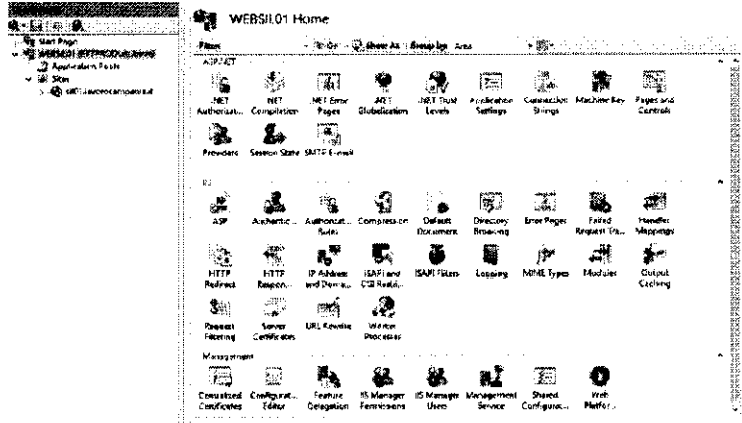 WEBSII.01 Home
Start Page
Filter: Go Show All Group by: Area
Application Pools
Sites
ASP.NET
.NET Authorizat... .NET Compilation .NET Error Pages .NET Globalization .NET Trust Levels Application Settings Connection Strings Machine Key Pages and Controls
Providers Session State SMTP E-mail
IIS
ASP Authentic... Authorizat... Rules Compression Default Document Directory Browsing Error Pages Failed Request Tra... Handler Mappings
HTTP Redirect HTTP Respon... IP Address and Doma... ISAPI and CGI Restri... ISAPI Filters Logging MIME Types Modules Output Caching
Request Filtering Server Certificates URL Rewrite Worker Processes
Management
Centralized Certificates Configurat... Editor Feature Delegation IIS Manager Permissions IIS Manager Users Management Service Shared Configurat... Web Platfor...